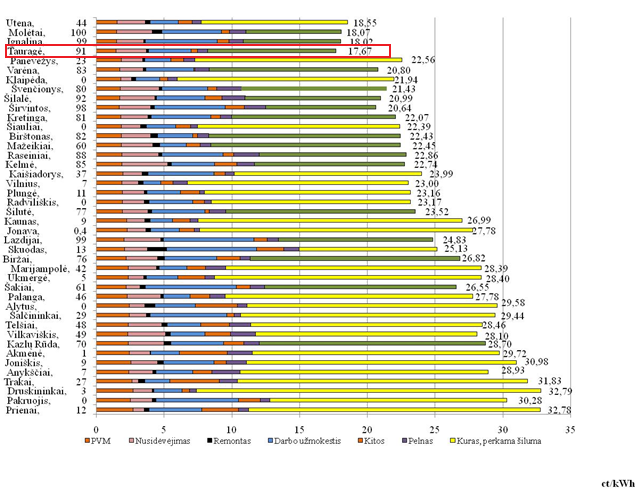 Utena, 44 18,55
Molėtai, 100 18,07
Ignalina, 99 18,02
Tauragė, 91 17,67
Panevėžys, 23 22,56
Varėna, 83 20,80
Klaipėda, 0 21,94
Švenčionys, 80 21,43
Šilalė, 92 20,99
Širvintos, 98 20,64
Kretinga, 81 22,07
Šiauliai, 0 22,39
Birštonas, 82 22,43
Mažeikiai, 60 22,45
Raseiniai, 88 22,86
Kelmė, 85 22,74
Kaišiadorys, 37 23,99
Vilnius, 7 23,00
Plungė, 11 23,16
Radviliškis, 0 23,17
Šilutė, 77 23,52
Kaunas, 9 26,99
Jonava, 0,4 27,78
Lazdijai, 99 24,83
Skuodas, 13 25,13
Biržai, 76 26,82
Marijampolė, 42 28,39
Ukmergė, 5 28,40
Šakiai, 61 26,55
Palanga, 46 27,78
Alytus, 0 29,58
Šalčininkai, 29 29,44
Telšiai, 48 28,46
Vilkaviškis, 49 28,10
Kazlų Rūda, 70 28,70
Akmenė, 1 29,72
Joniškis, 9 30,98
Anykščiai, 7 28,93
Trakai, 27 31,83
Druskininkai, 3 32,79
Pakruojis, 0 30,28
Prienai, 12 32,78
0 5 10 15 20 25 30 35
PVM Nusidėvėjimas Remontas Darbo užmokestis Kitos Pelnas Kuras, perkama šiluma
ct/kWh